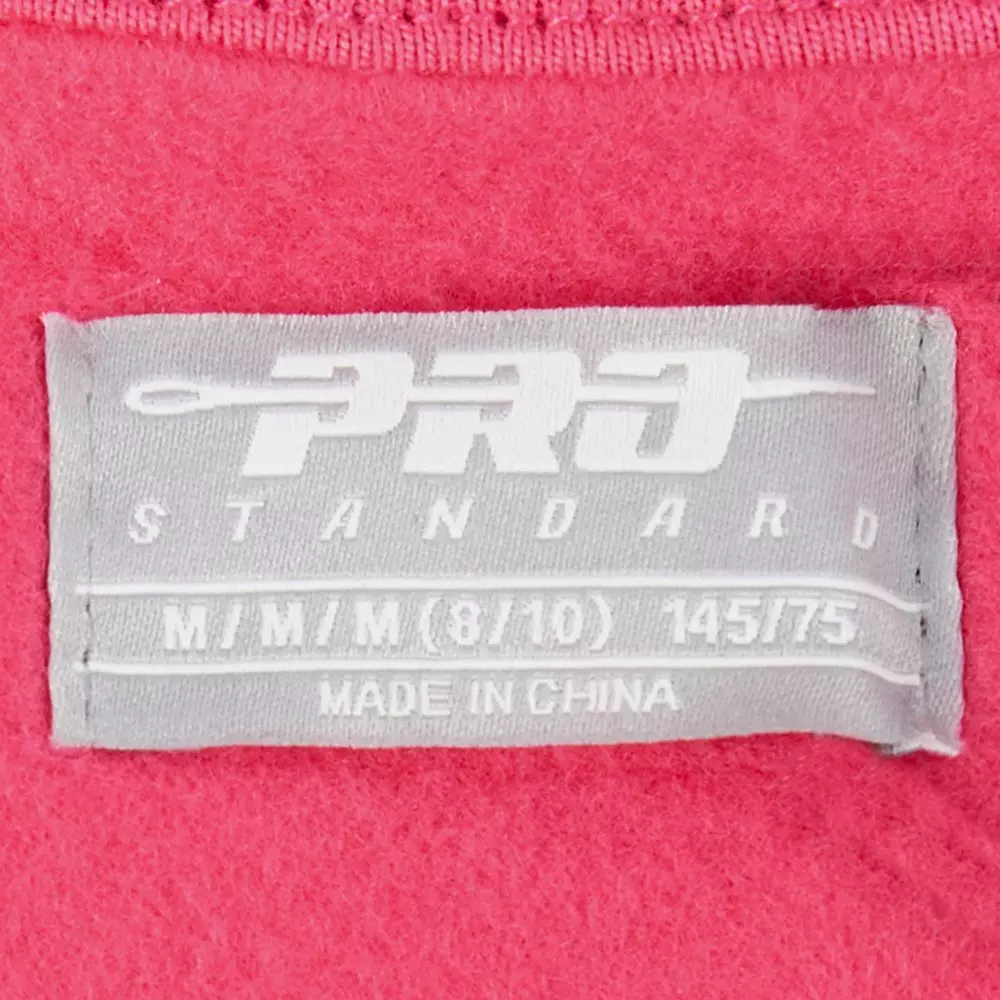 PRO
STANDARD
M/M/M (8/10) 145/75
MADE IN CHINA